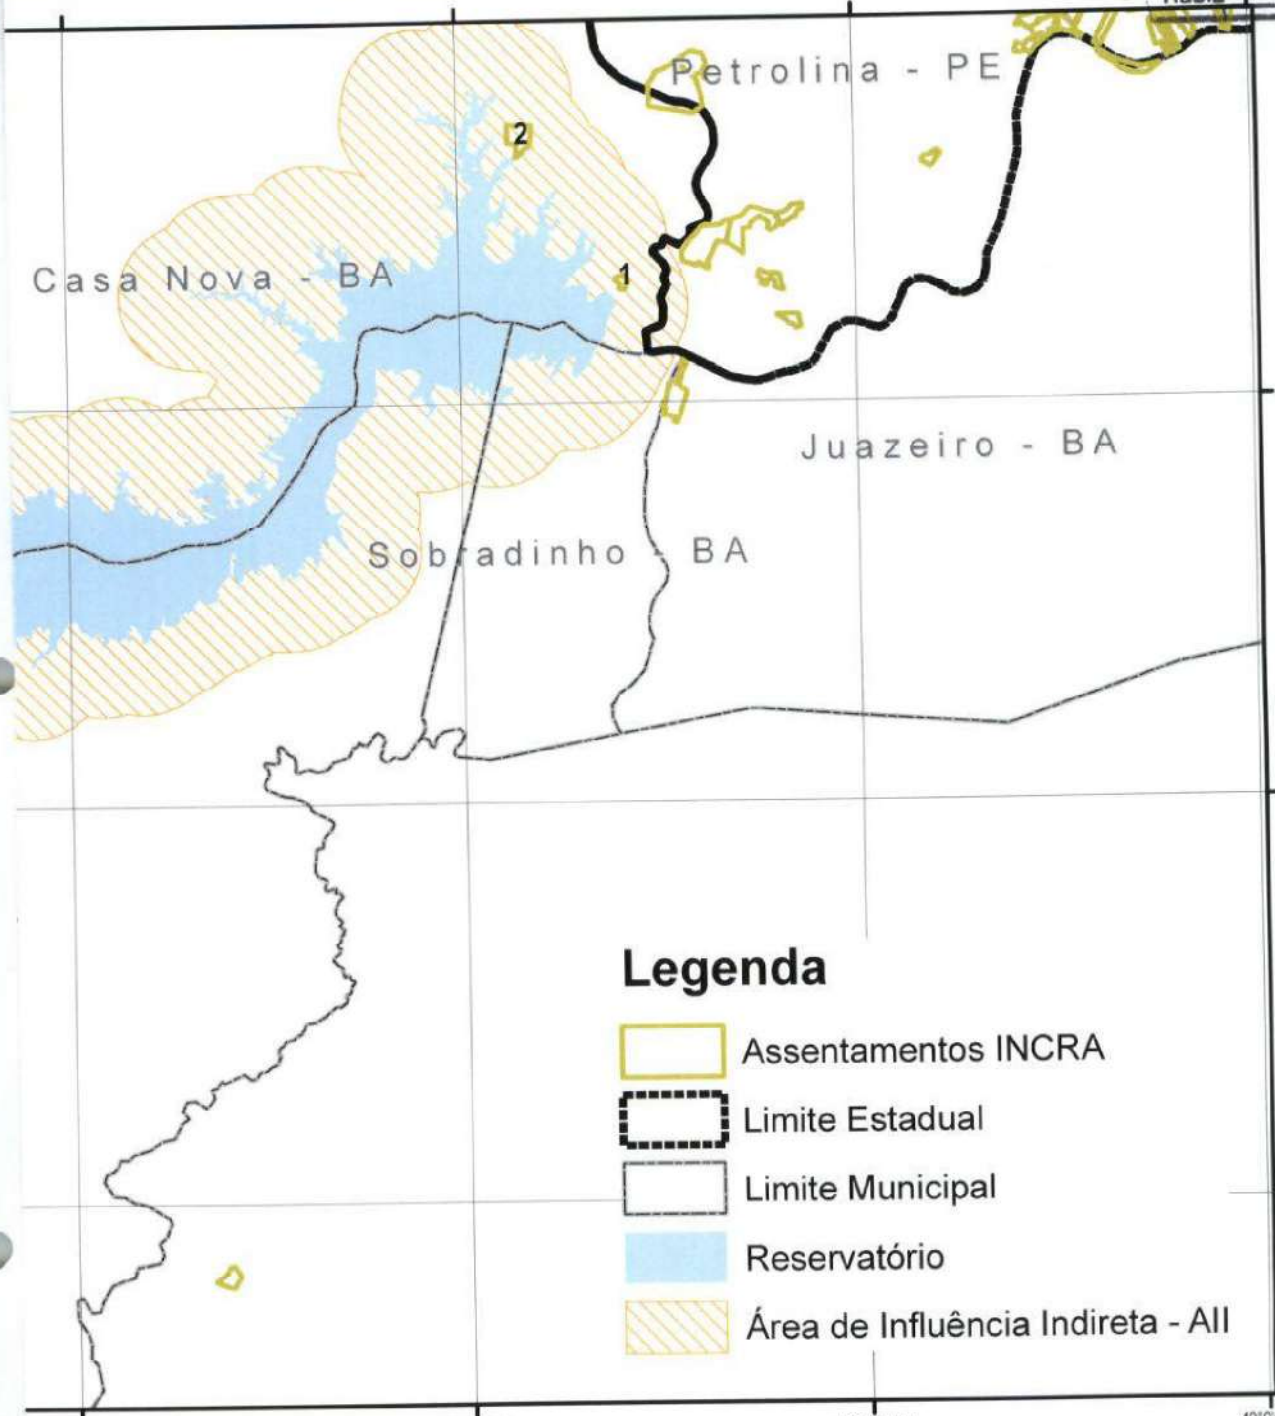 Petrolina - PE
2
Casa Nova - BA
1
Juazeiro - BA
Sobradinho BA
Legenda
Assentamentos INCRA
Limite Estadual
Limite Municipal
Reservatório
Área de Influência Indireta - AII